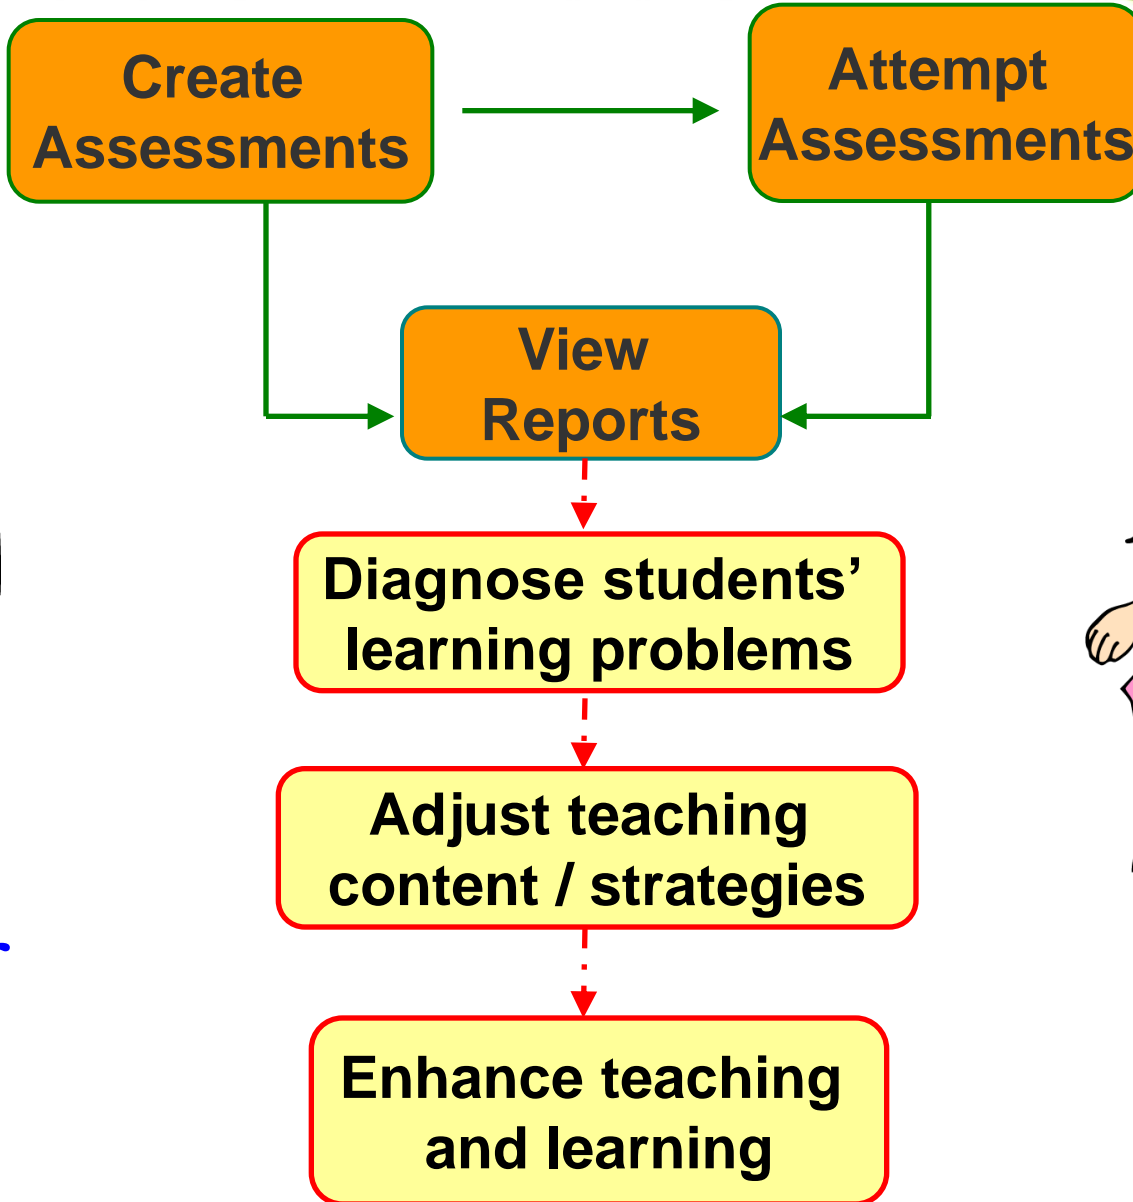 Create
Assessments
Attempt
Assessments
View
Reports
Diagnose students’
learning problems
Adjust teaching
content / strategies
Enhance teaching
and learning